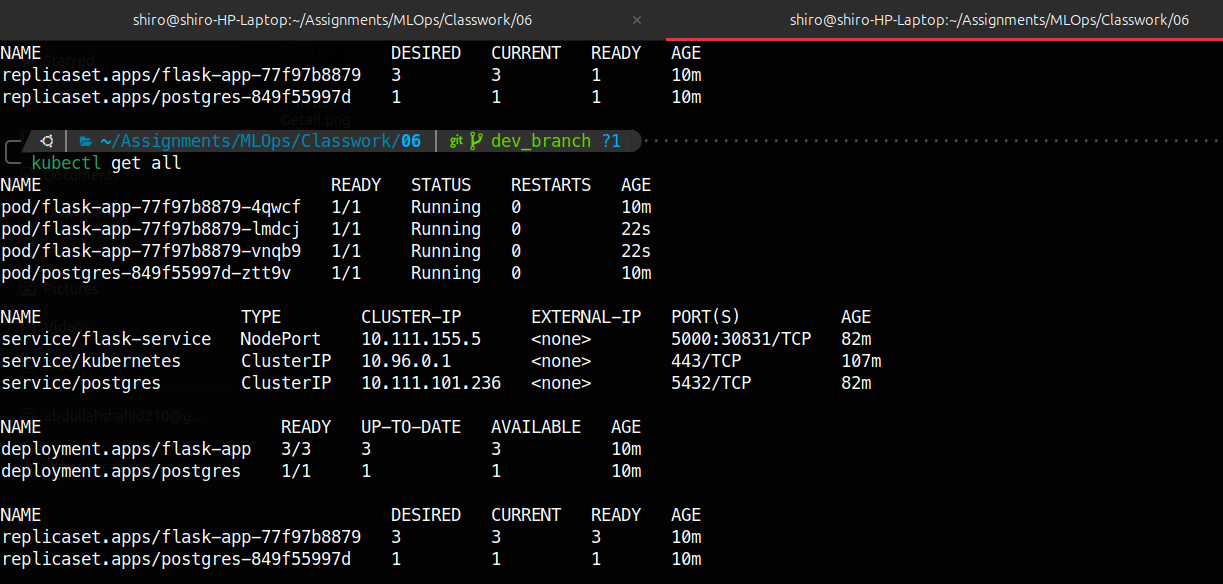 shiro@shiro-HP-Laptop:~/Assignments/MLOps/Classwork/06 × shiro@shiro-HP-Laptop:~/Assignments/MLOps/Classwork/06
NAME DESIRED CURRENT READY AGE
Starred
replicaset.apps/flask-app-77f97b8879 3 3 1 10m
replicaset.apps/postgres-849f55997d 1 1 1 10m
Getall.png
~/Assignments/MLOps/Classwork/06 git dev_branch ?1
kubectl get all
Documents
NAME READY STATUS RESTARTS AGE
pod/flask-app-77f97b8879-4qwcf 1/1 Running 0 10m
pod/flask-app-77f97b8879-lmdcj 1/1 Running 0 22s
pod/flask-app-77f97b8879-vnqb9 1/1 Running 0 22s
pod/postgres-849f55997d-ztt9v 1/1 Running 0 10m
Pictures
NAME TYPE CLUSTER-IP EXTERNAL-IP PORT(S) AGE
Videos
service/flask-service NodePort 10.111.155.5 <none> 5000:30831/TCP 82m
service/kubernetes ClusterIP 10.96.0.1 <none> 443/TCP 107m
service/postgres ClusterIP 10.111.101.236 <none> 5432/TCP 82m
abdullahshahid210@g...
NAME READY UP-TO-DATE AVAILABLE AGE
deployment.apps/flask-app 3/3 3 3 10m
deployment.apps/postgres 1/1 1 1 10m
NAME DESIRED CURRENT READY AGE
replicaset.apps/flask-app-77f97b8879 3 3 3 10m
replicaset.apps/postgres-849f55997d 1 1 1 10m